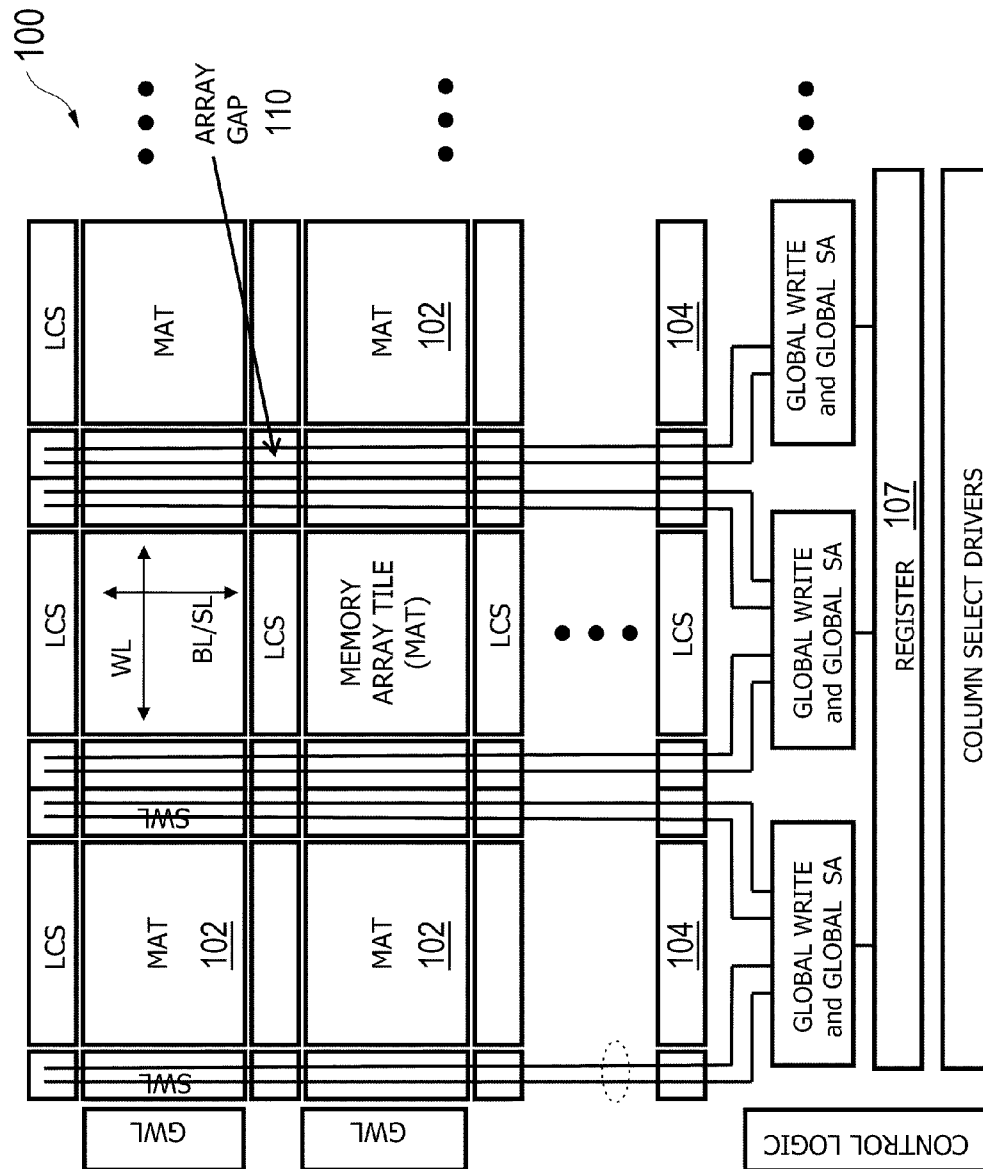 100
LCS
LCS
LCS
GWL
SWL
MAT
102
SWL
WL
BL/SL
MAT
ARRAY
GAP
110
LCS
GWL
MAT
102
MEMORY
ARRAY TILE
(MAT)
MAT
102
LCS
104
LCS
104
CONTROL LOGIC
GLOBAL WRITE
and GLOBAL SA
GLOBAL WRITE
and GLOBAL SA
GLOBAL WRITE
and GLOBAL SA
REGISTER 107
COLUMN SELECT DRIVERS